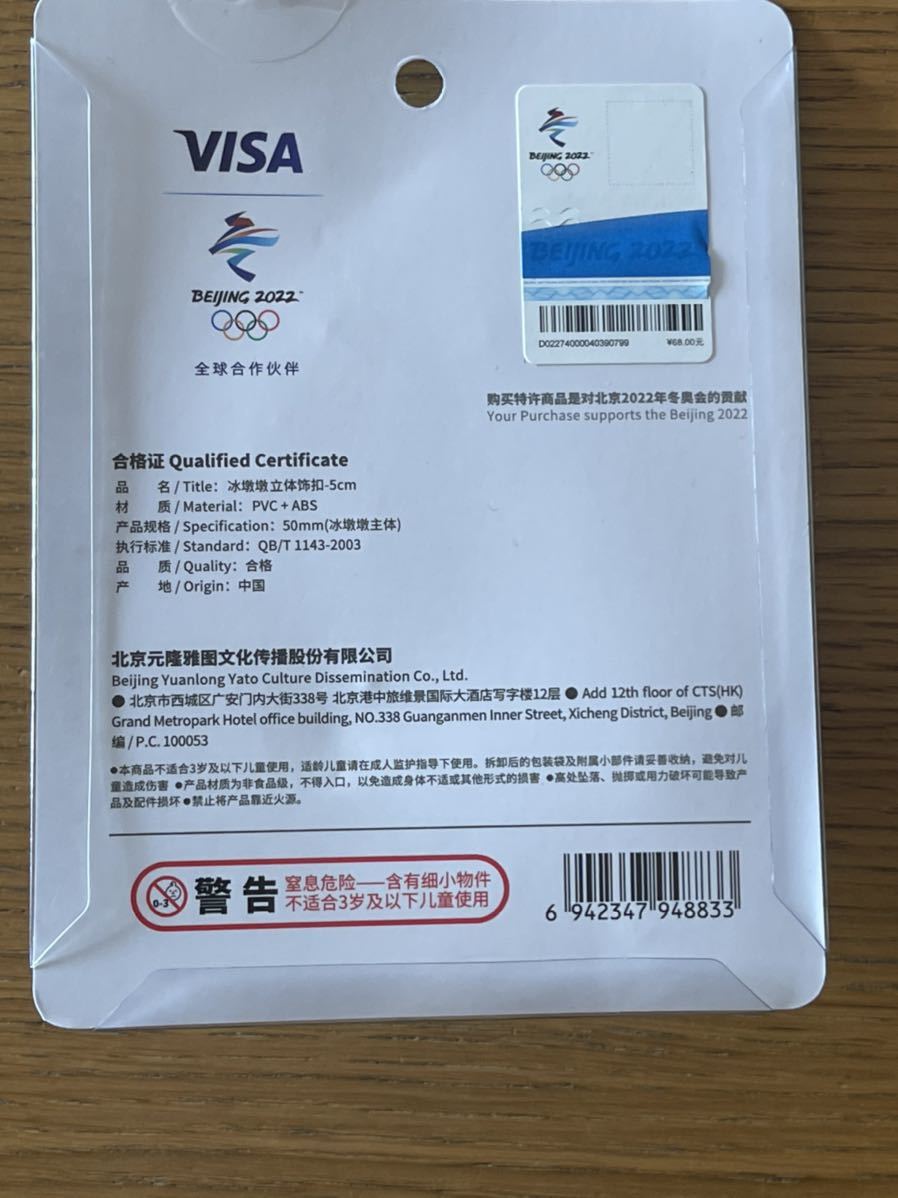 VISA
BEIJING 2022™
全球合作伙伴
BEIJING 2022™
BEIJING 2022
D02274000040390799 ¥68.00元
购买特许商品是对北京2022年冬奥会的贡献
Your Purchase supports the Beijing 2022
合格证 Qualified Certificate
品 名 / Title：冰墩墩立体饰扣-5cm
材 质 / Material：PVC + ABS
产品规格 / Specification：50mm(冰墩墩主体)
执行标准 / Standard：QB/T 1143-2003
品 质 / Quality：合格
产 地 / Origin：中国
北京元隆雅图文化传播股份有限公司
Beijing Yuanlong Yato Culture Dissemination Co., Ltd.
● 北京市西城区广安门内大街338号 北京港中旅维景国际大酒店写字楼12层 ● Add 12th floor of CTS(HK)
Grand Metropark Hotel office building, NO.338 Guanganmen Inner Street, Xicheng District, Beijing ● 邮
编 / P.C. 100053
●本商品不适合3岁及以下儿童使用，适龄儿童请在成人监护指导下使用。拆卸后的包装袋及附属小部件请妥善收纳，避免对儿
童造成伤害 ●产品材质为非食品级，不得入口，以免造成身体不适或其他形式的损害 ●高处坠落、抛掷或用力破坏可能导致产
品及配件损坏 ●禁止将产品靠近火源。
0-3 警告 窒息危险——含有细小物件
不适合3岁及以下儿童使用
6 942347 948833